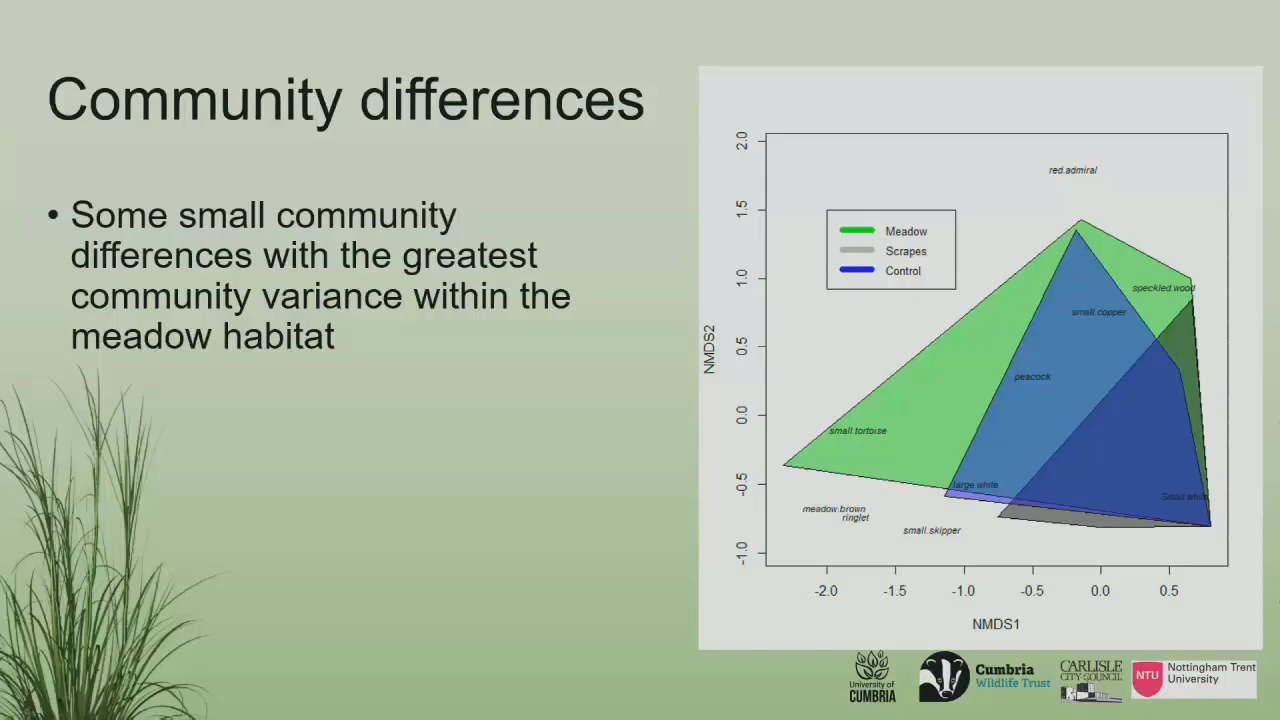 Community differences
• Some small community
differences with the greatest
community variance within the
meadow habitat
2.0
1.5
1.0
0.5
0.0
-0.5
-1.0
NMDS2
red.admiral
Meadow
Scrapes
Control
speckled.wood
small.copper
peacock
small.tortoise
large.white
Small white
meadow.brown
ringlet
small.skipper
-2.0 -1.5 -1.0 -0.5 0.0 0.5
NMDS1
University of
CUMBRIA
Cumbria
Wildlife Trust
CARLISLE
CITY COUNCIL
NTU
Nottingham Trent
University